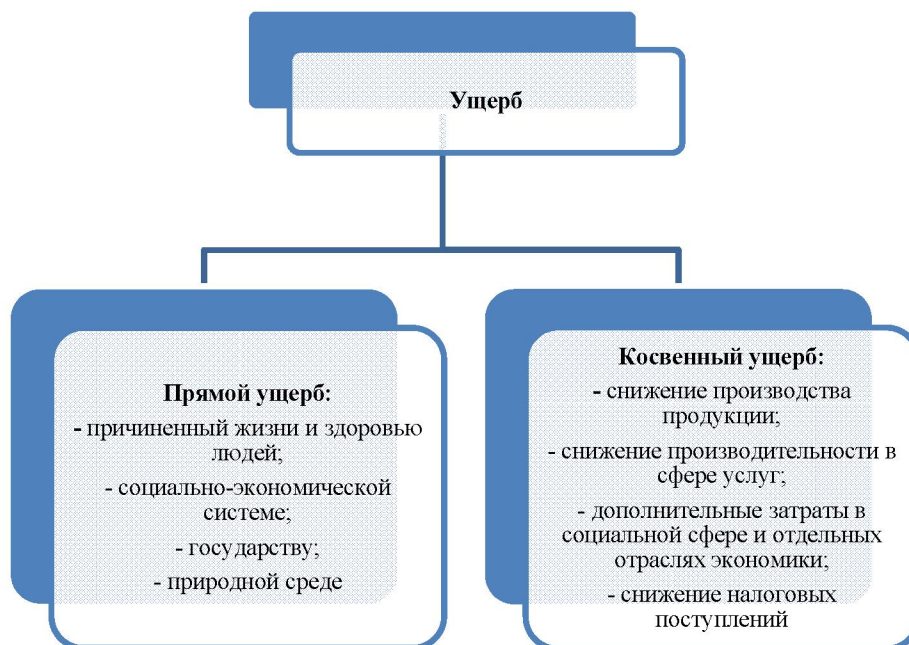 Ущерб
Прямой ущерб:
- причиненный жизни и здоровью
людей;
- социально-экономической
системе;
- государству;
- природной среде
Косвенный ущерб:
- снижение производства
продукции;
- снижение производительности в
сфере услуг;
- дополнительные затраты в
социальной сфере и отдельных
отраслях экономики;
- снижение налоговых
поступлений